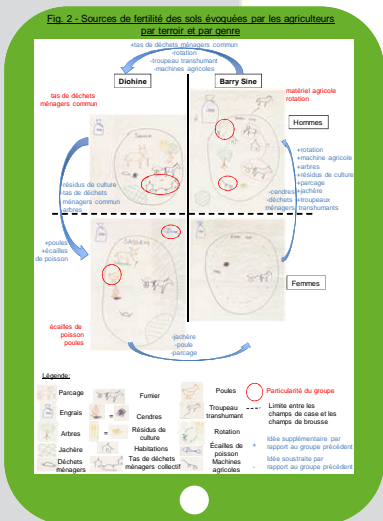 Fig. 2 - Sources de fertilité des sols évoquées par les agriculteurs
par terroir et par genre
+tas de déchets ménagers commun
-rotation
-troupeau transhumant
-machines agricoles
Diohine
Barry Sine
tas de déchets
ménagers commun
matériel agricole
rotation
Hommes
résidus de culture
tas de déchets
ménagers commun
arbres
+rotation
+machine agricole
+arbres
+résidus de culture
+parcage
+jachère
+troupeaux
transhumants
-cendres
-déchets
ménagers
+poules
+écailles
de poisson
Femmes
écailles de
poisson
poules
-jachère
-poule
-parcage
Légende:
Parcage
Fumier
Poules
Particularité du groupe
Engrais
Cendres
Troupeau
transhumant
Limite entre les
champs de case et les
champs de brousse
Arbres
Résidus de
culture
Rotation
Jachère
Habitations
Écailles de
poisson
+
Idée supplémentaire par
rapport au groupe précédent
Déchets
ménagers
Tas de déchets
ménagers collectif
Machines
agricoles
-
Idée soustraite par
rapport au groupe précédent